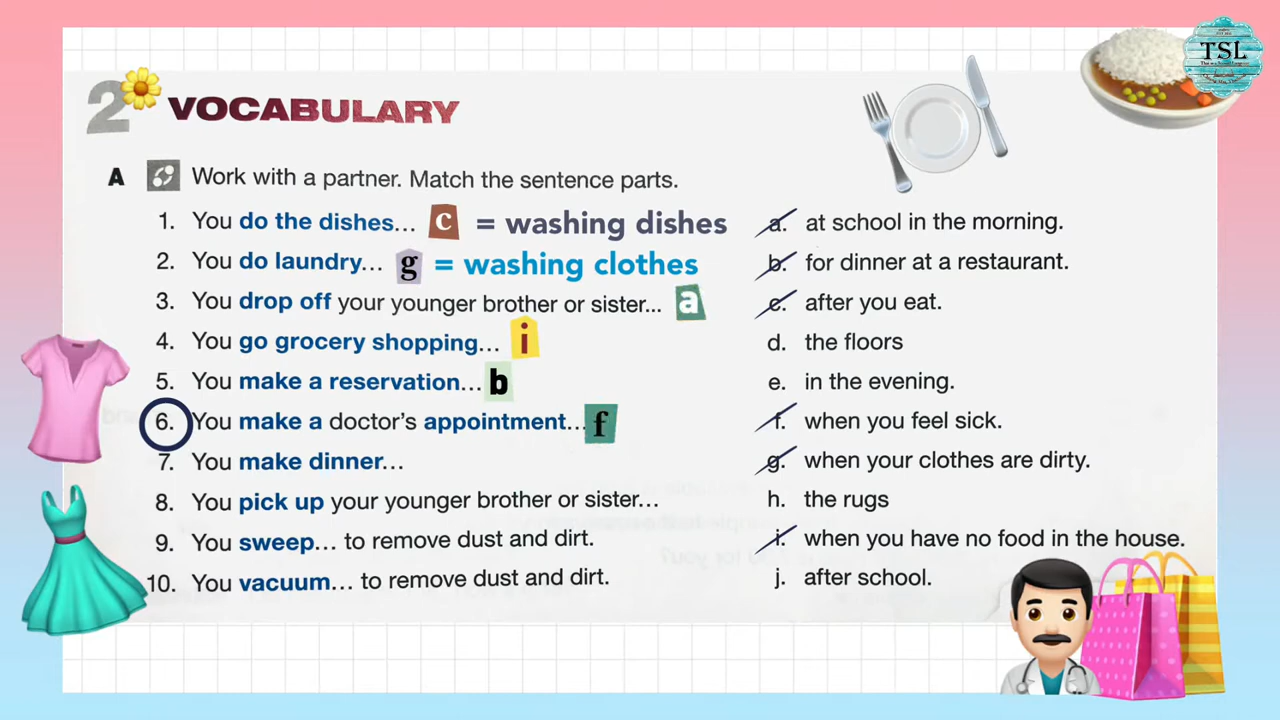 TSL
2 VOCABULARY
A Work with a partner. Match the sentence parts.
1. You do the dishes... c = washing dishes
2. You do laundry... g = washing clothes
3. You drop off your younger brother or sister... a
4. You go grocery shopping... i
5. You make a reservation... b
6. You make a doctor's appointment... f
7. You make dinner...
8. You pick up your younger brother or sister...
9. You sweep... to remove dust and dirt.
10. You vacuum... to remove dust and dirt.
a. at school in the morning.
b. for dinner at a restaurant.
c. after you eat.
d. the floors
e. in the evening.
f. when you feel sick.
g. when your clothes are dirty.
h. the rugs
i. when you have no food in the house.
j. after school.